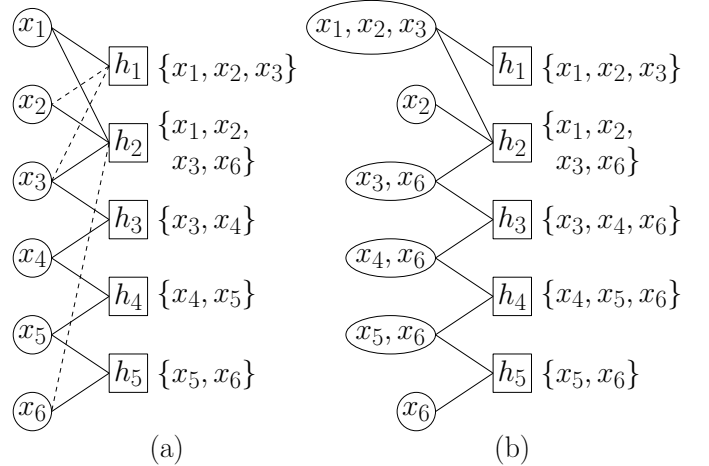 x₁
h₁ {x₁, x₂, x₃}
x₂
h₂ {x₁, x₂,
x₃, x₆}
x₃
h₃ {x₃, x₄}
x₄
h₄ {x₄, x₅}
x₅
h₅ {x₅, x₆}
x₆
(a)
x₁, x₂, x₃
h₁ {x₁, x₂, x₃}
x₂
h₂ {x₁, x₂,
x₃, x₆}
x₃, x₆
h₃ {x₃, x₄, x₆}
x₄, x₆
h₄ {x₄, x₅, x₆}
x₅, x₆
h₅ {x₅, x₆}
x₆
(b)